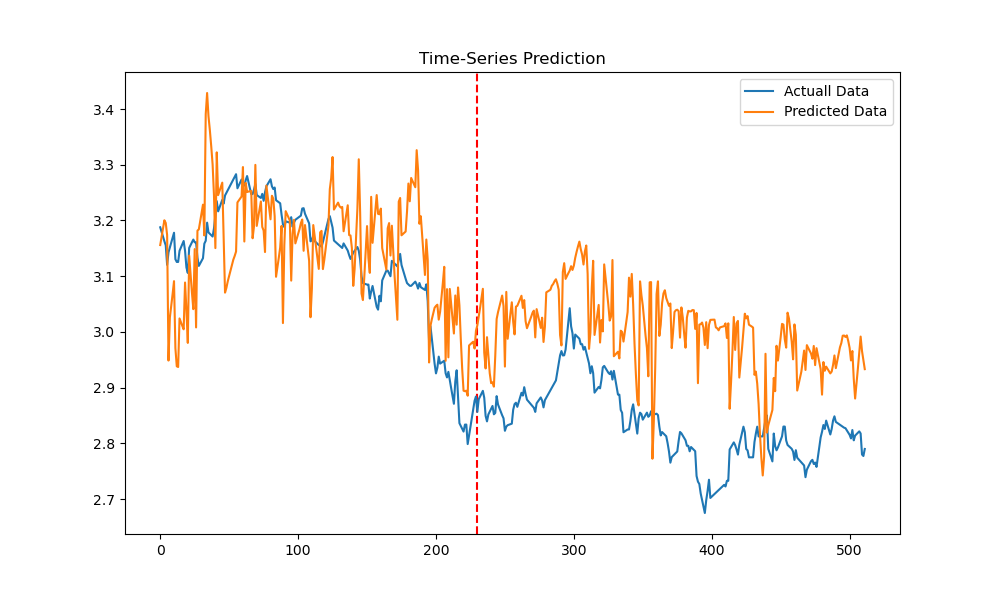 Time-Series Prediction
Actuall Data
Predicted Data
3.4
3.3
3.2
3.1
3.0
2.9
2.8
2.7
0 100 200 300 400 500